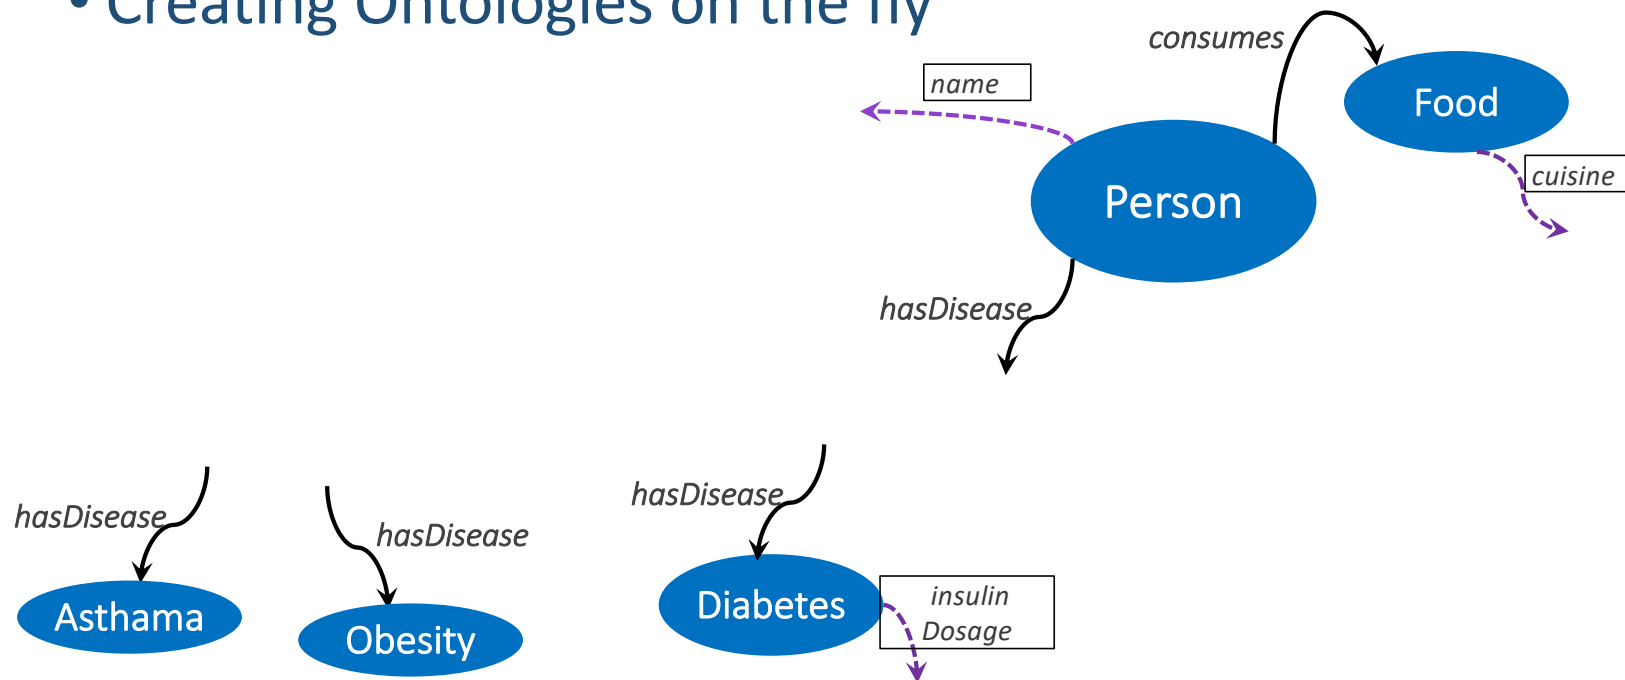 • Creating Ontologies on the fly
consumes
name
Food
cuisine
Person
hasDisease
hasDisease
hasDisease
hasDisease
Asthama
Obesity
Diabetes
insulin
Dosage